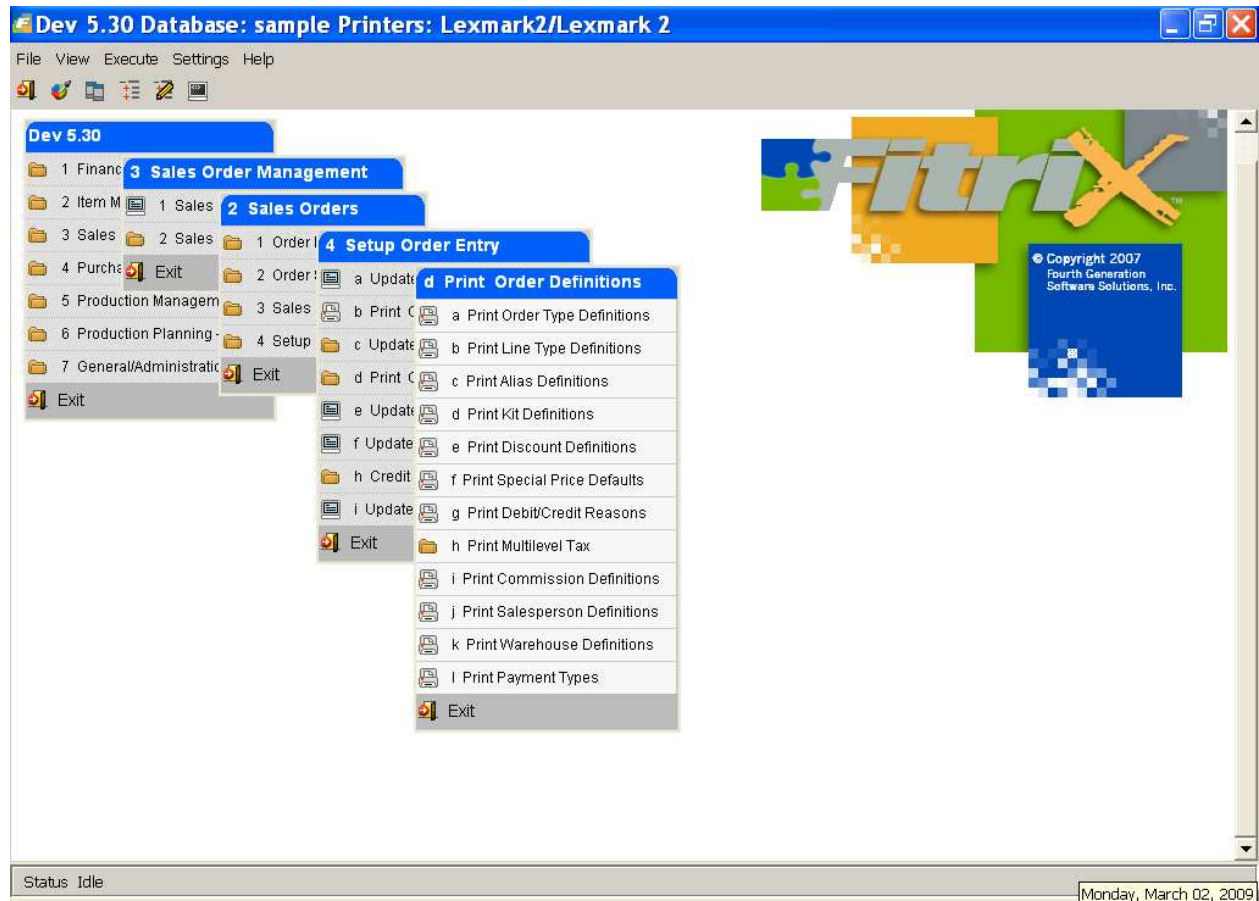 Dev 5.30 Database: sample Printers: Lexmark2/Lexmark 2
File View Execute Settings Help
Dev 5.30
1 Financ
2 Item M
3 Sales
4 Purcha
5 Production Managem
6 Production Planning -
7 General/Administratio
Exit
3 Sales Order Management
1 Sales
2 Sales
Exit
2 Sales Orders
1 Order
2 Order
3 Sales
4 Setup
Exit
4 Setup Order Entry
a Update
b Print
c Update
d Print
e Update
f Update
h Credit
i Update
Exit
d Print Order Definitions
a Print Order Type Definitions
b Print Line Type Definitions
c Print Alias Definitions
d Print Kit Definitions
e Print Discount Definitions
f Print Special Price Defaults
g Print Debit/Credit Reasons
h Print Multilevel Tax
i Print Commission Definitions
j Print Salesperson Definitions
k Print Warehouse Definitions
l Print Payment Types
Exit
Fitrix TM
© Copyright 2007
Fourth Generation
Software Solutions, Inc.
Status Idle
Monday, March 02, 2009